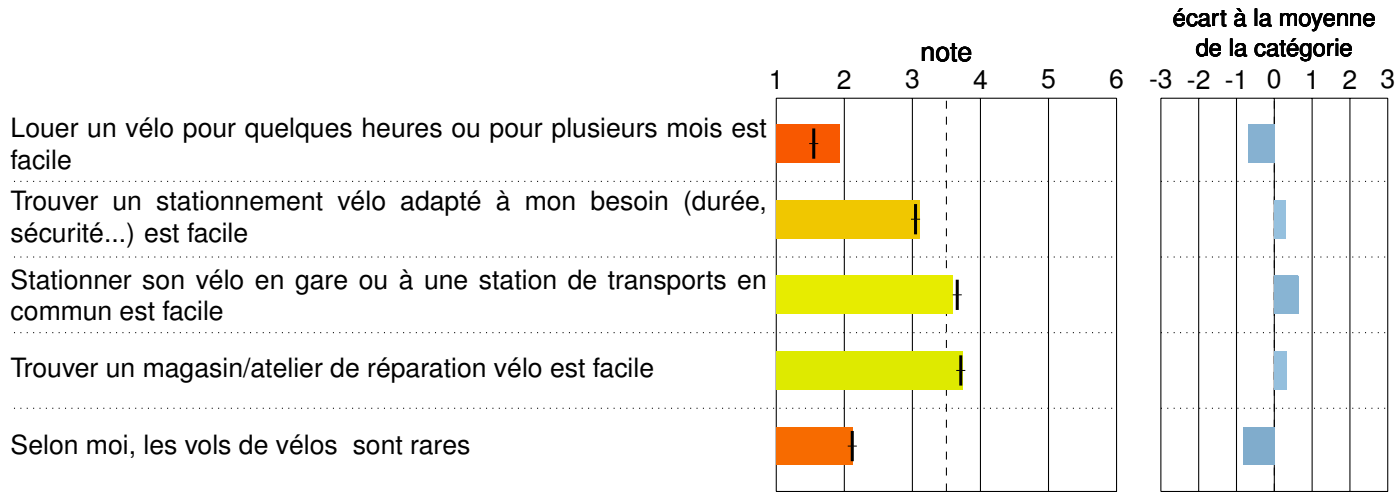 écart à la moyenne
de la catégorie
note
1 2 3 4 5 6
-3 -2 -1 0 1 2 3
Louer un vélo pour quelques heures ou pour plusieurs mois est
facile
Trouver un stationnement vélo adapté à mon besoin (durée,
sécurité...) est facile
Stationner son vélo en gare ou à une station de transports en
commun est facile
Trouver un magasin/atelier de réparation vélo est facile
Selon moi, les vols de vélos sont rares